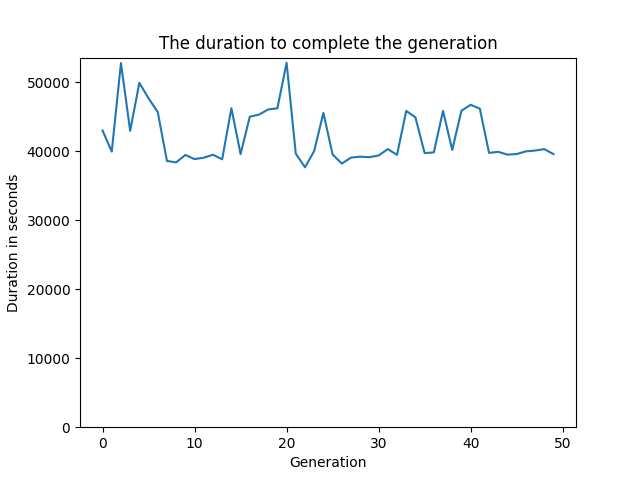 The duration to complete the generation
Duration in seconds
50000
40000
30000
20000
10000
0
0 10 20 30 40 50
Generation